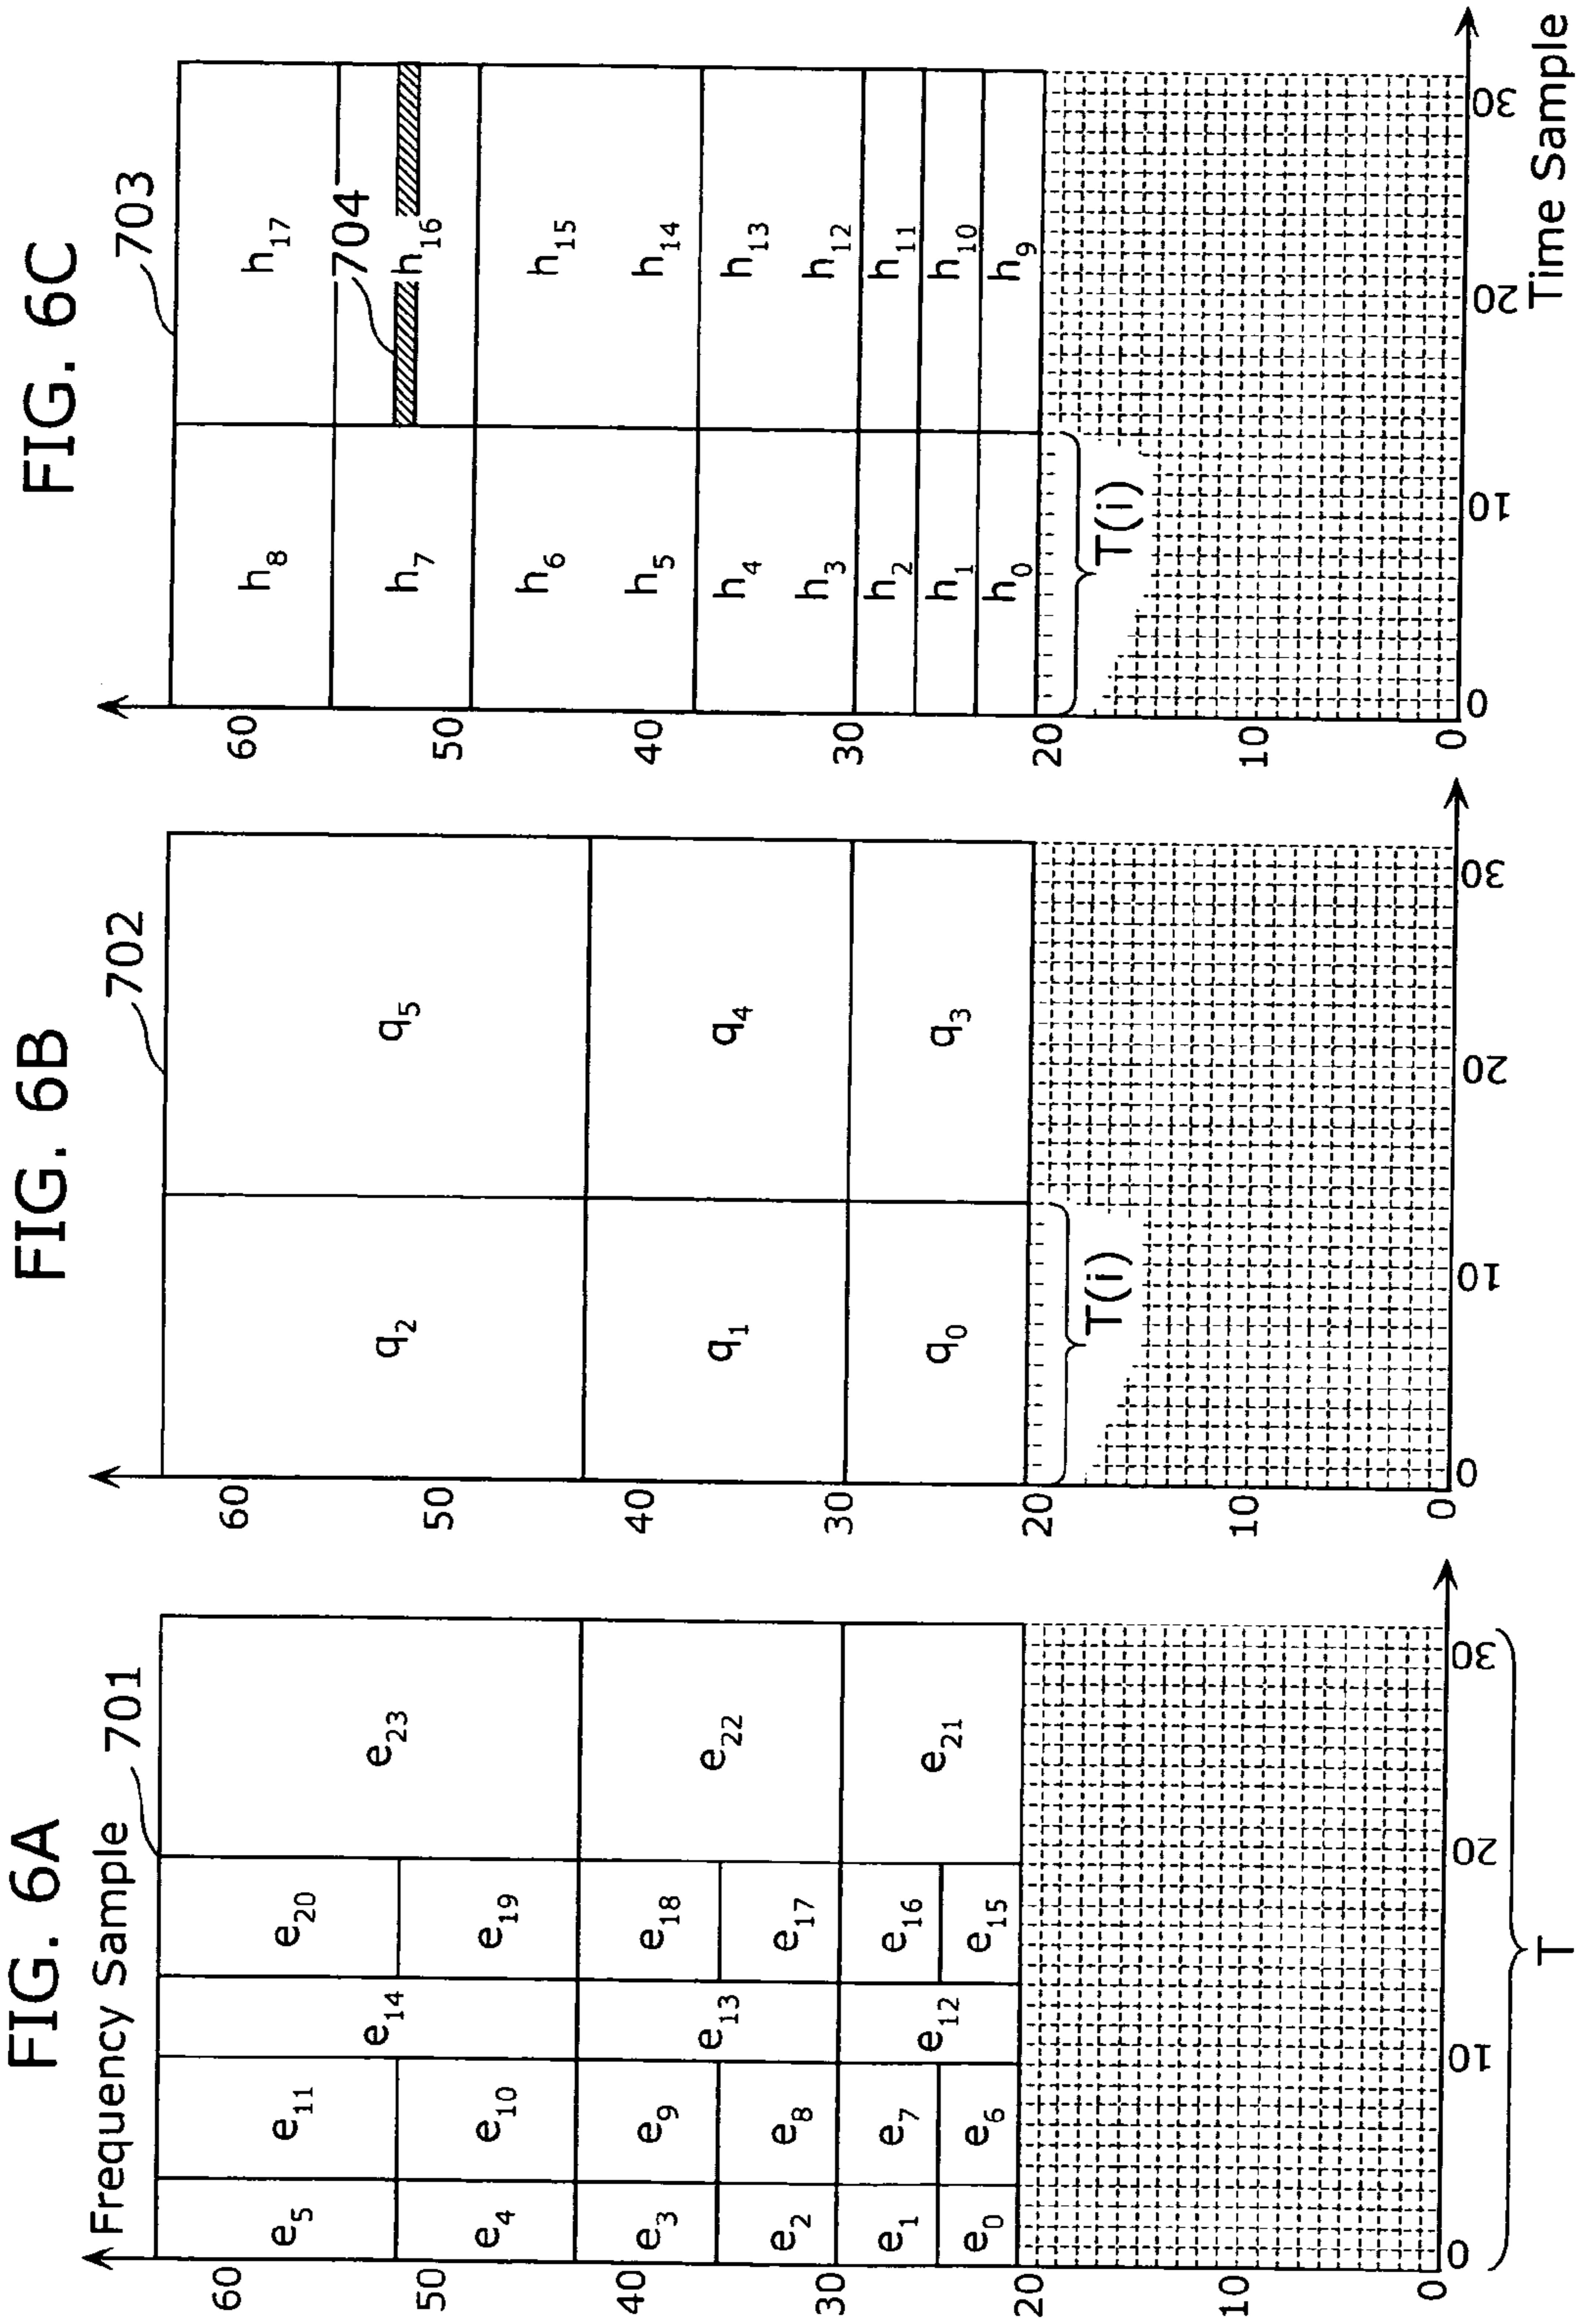 FIG. 6A
Frequency Sample
701
60
50
40
30
20
10
0
e5
e11
e14
e20
e23
e4
e10
e19
e3
e9
e13
e18
e22
e2
e8
e17
e1
e7
e12
e16
e21
e0
e6
e15
0
10
20
30
T
FIG. 6B
702
60
50
40
30
20
10
0
q2
q5
q1
q4
q0
q3
T(i)
0
10
20
30
FIG. 6C
703
704
60
50
40
30
20
10
0
h8
h17
h7
h16
h6
h15
h5
h14
h4
h13
h3
h12
h2
h11
h1
h10
h0
h9
T(i)
0
10
20
30
Time Sample